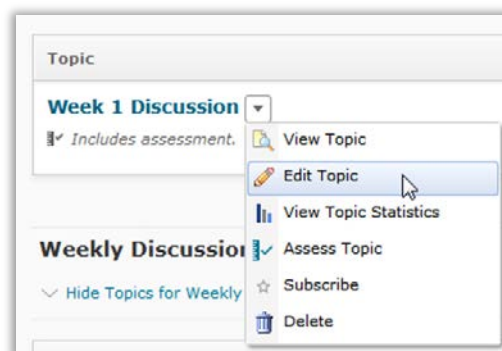 Topic
Week 1 Discussion
Includes assessment.
View Topic
Edit Topic
View Topic Statistics
Assess Topic
Subscribe
Delete
Weekly Discussion
Hide Topics for Weekly